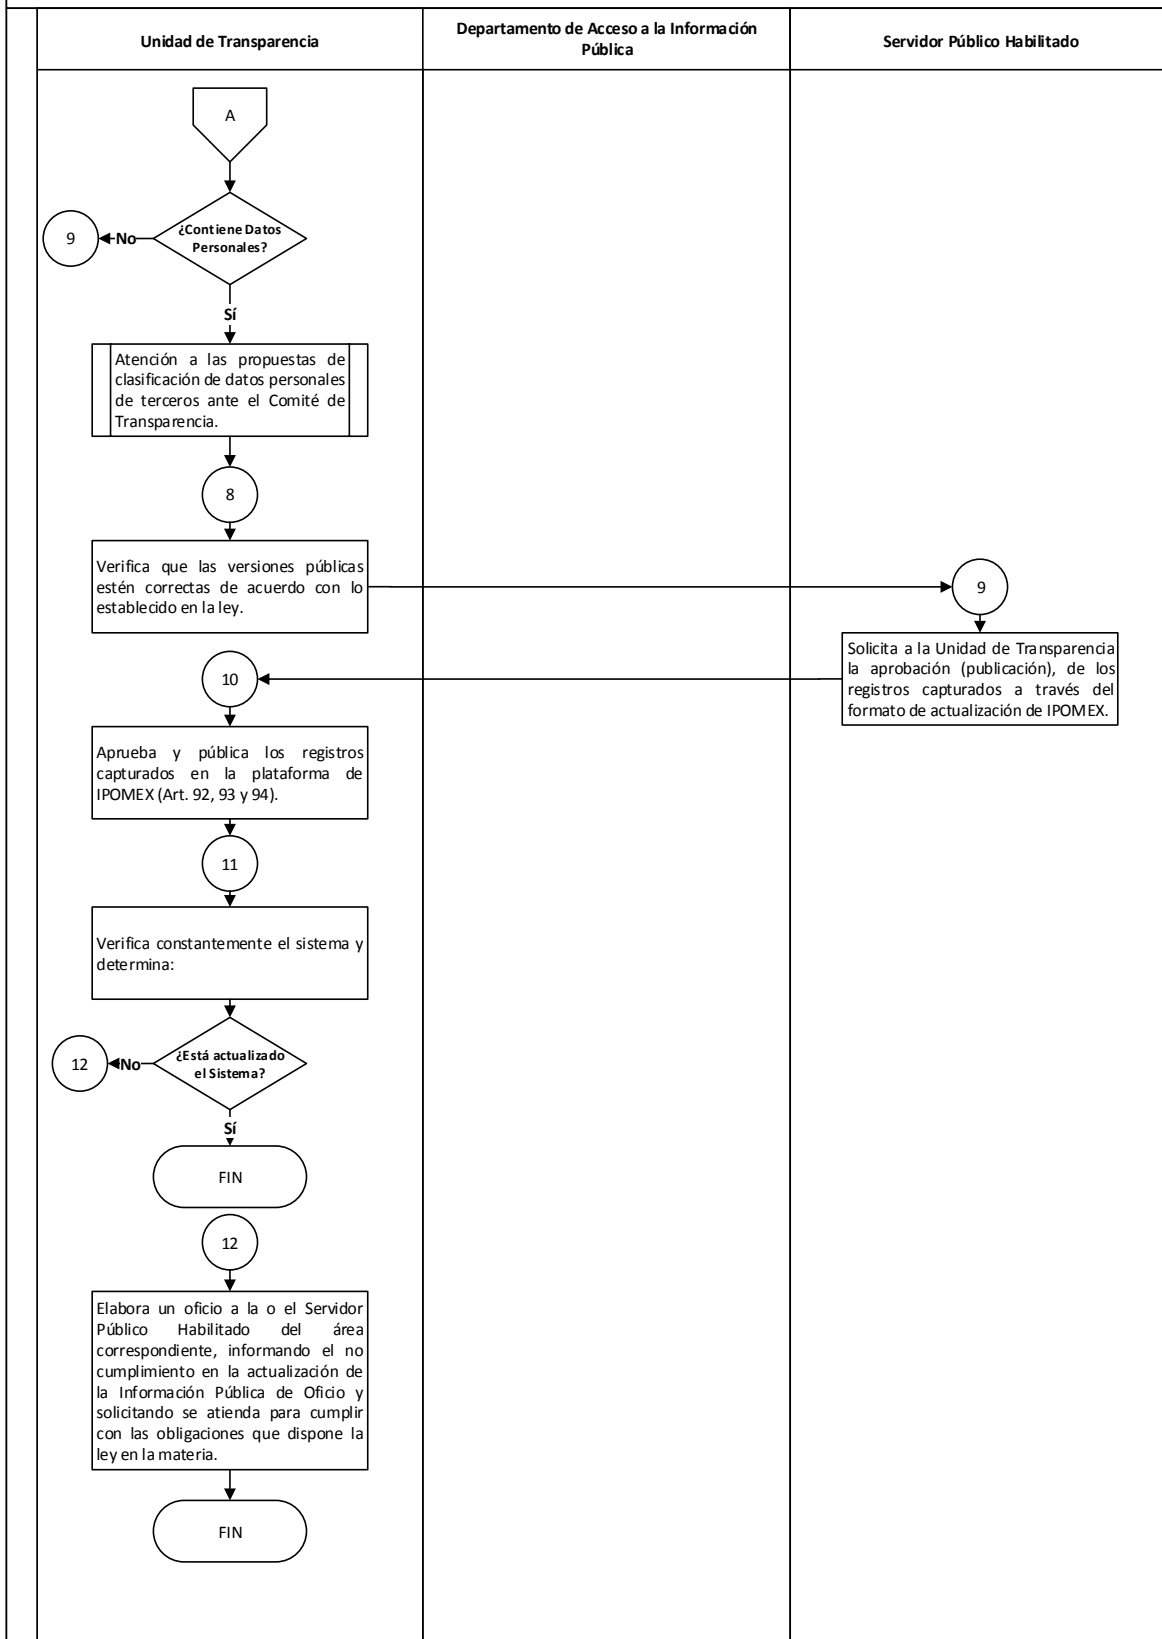 Unidad de Transparencia
Departamento de Acceso a la Información
Pública
Servidor Público Habilitado
A
¿Contiene Datos
Personales?
No
9
Sí
Atención a las propuestas de
clasificación de datos personales
de terceros ante el Comité de
Transparencia.
8
Verifica que las versiones públicas
estén correctas de acuerdo con lo
establecido en la ley.
9
Solicita a la Unidad de Transparencia
la aprobación (publicación), de los
registros capturados a través del
formato de actualización de IPOMEX.
10
Aprueba y pública los registros
capturados en la plataforma de
IPOMEX (Art. 92, 93 y 94).
11
Verifica constantemente el sistema y
determina:
¿Está actualizado
el Sistema?
No
12
Sí
FIN
12
Elabora un oficio a la o el Servidor
Público Habilitado del área
correspondiente, informando el no
cumplimiento en la actualización de
la Información Pública de Oficio y
solicitando se atienda para cumplir
con las obligaciones que dispone la
ley en la materia.
FIN